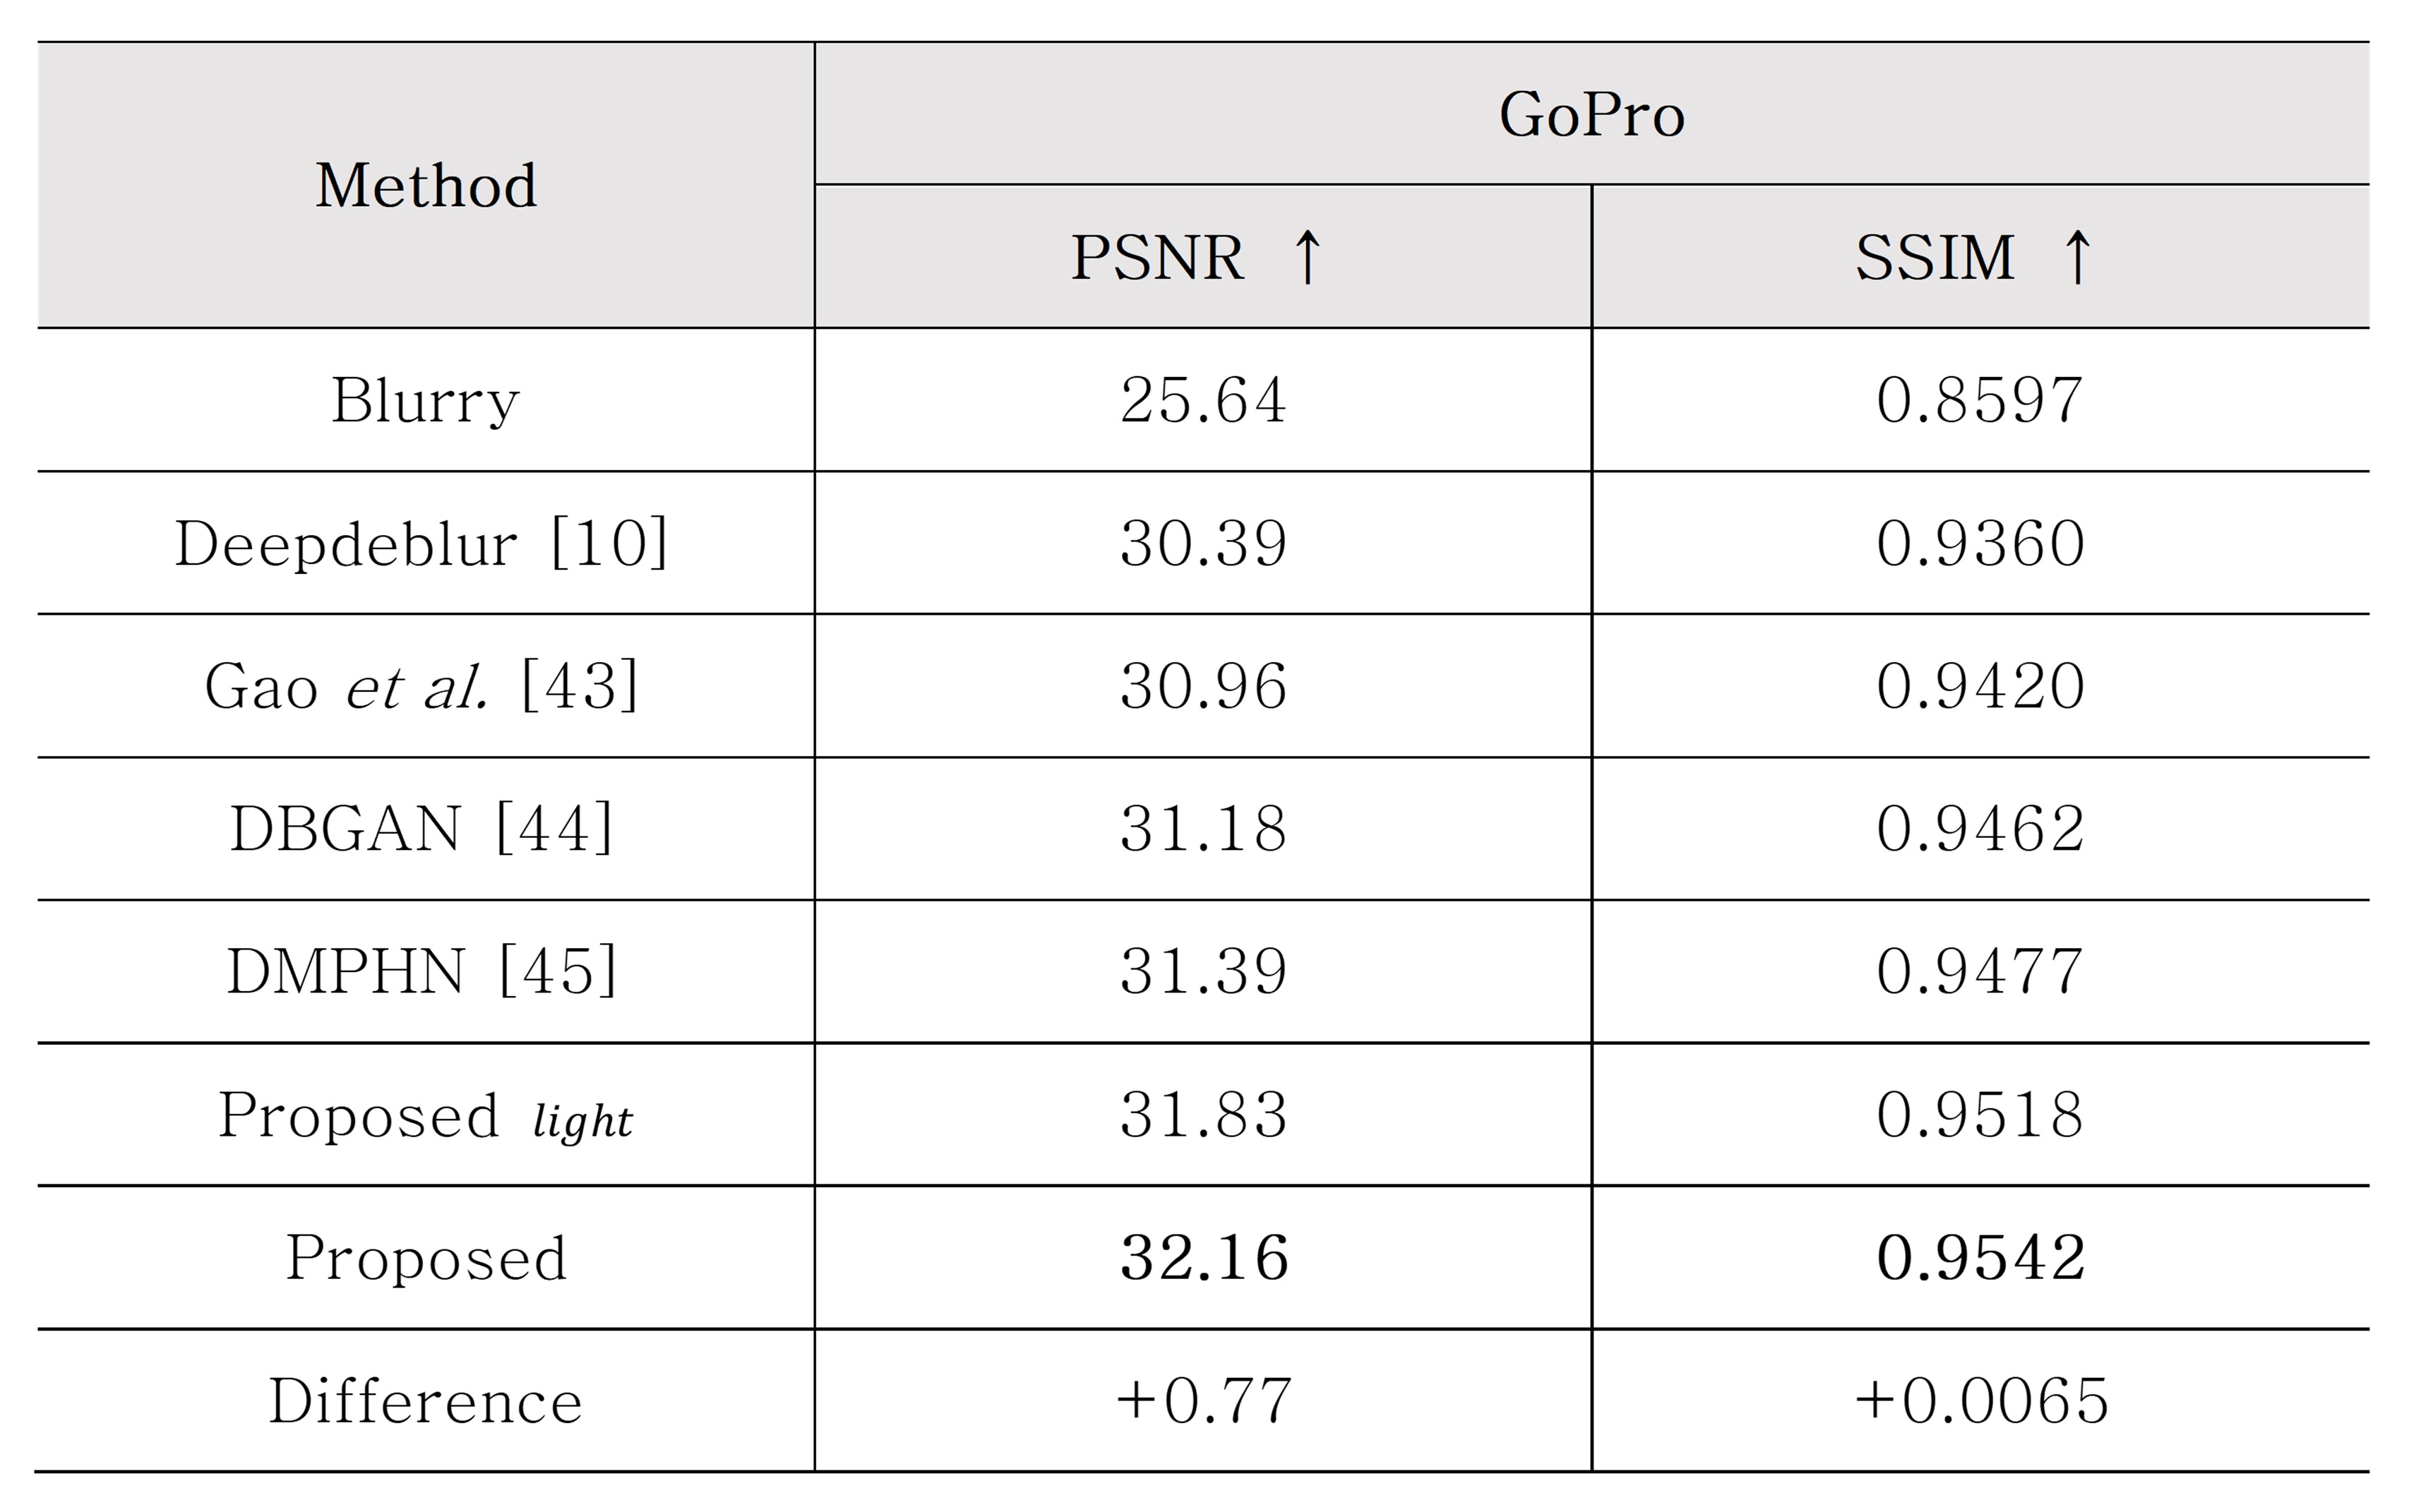 Method GoPro
PSNR ↑ SSIM ↑
Blurry 25.64 0.8597
Deepdeblur [10] 30.39 0.9360
Gao et al. [43] 30.96 0.9420
DBGAN [44] 31.18 0.9462
DMPHN [45] 31.39 0.9477
Proposed light 31.83 0.9518
Proposed 32.16 0.9542
Difference +0.77 +0.0065